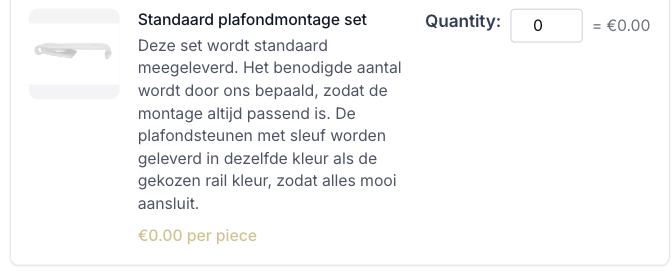 Standaard plafondmontage set
Deze set wordt standaard
meegeleverd. Het benodigde aantal
wordt door ons bepaald, zodat de
montage altijd passend is. De
plafondsteunen met sleuf worden
geleverd in dezelfde kleur als de
gekozen rail kleur, zodat alles mooi
aansluit.
€0.00 per piece
Quantity: 0 = €0.00